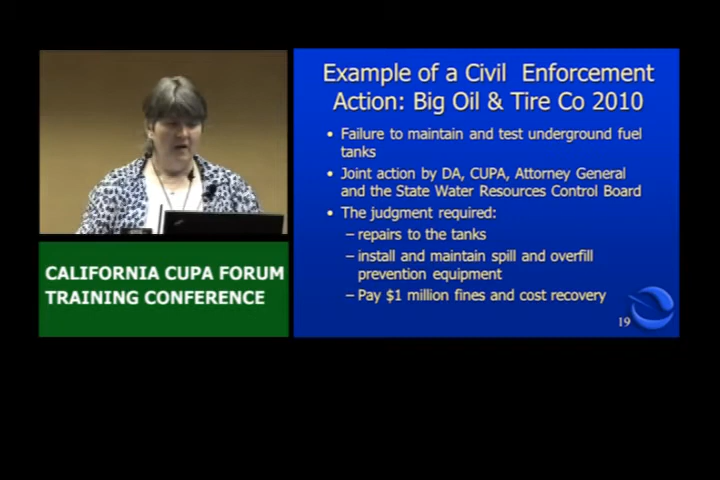 Example of a Civil Enforcement
Action: Big Oil & Tire Co 2010
• Failure to maintain and test underground fuel
tanks
• Joint action by DA, CUPA, Attorney General
and the State Water Resources Control Board
• The judgment required:
– repairs to the tanks
– install and maintain spill and overfill
prevention equipment
– Pay $1 million fines and cost recovery
19
CALIFORNIA CUPA FORUM
TRAINING CONFERENCE